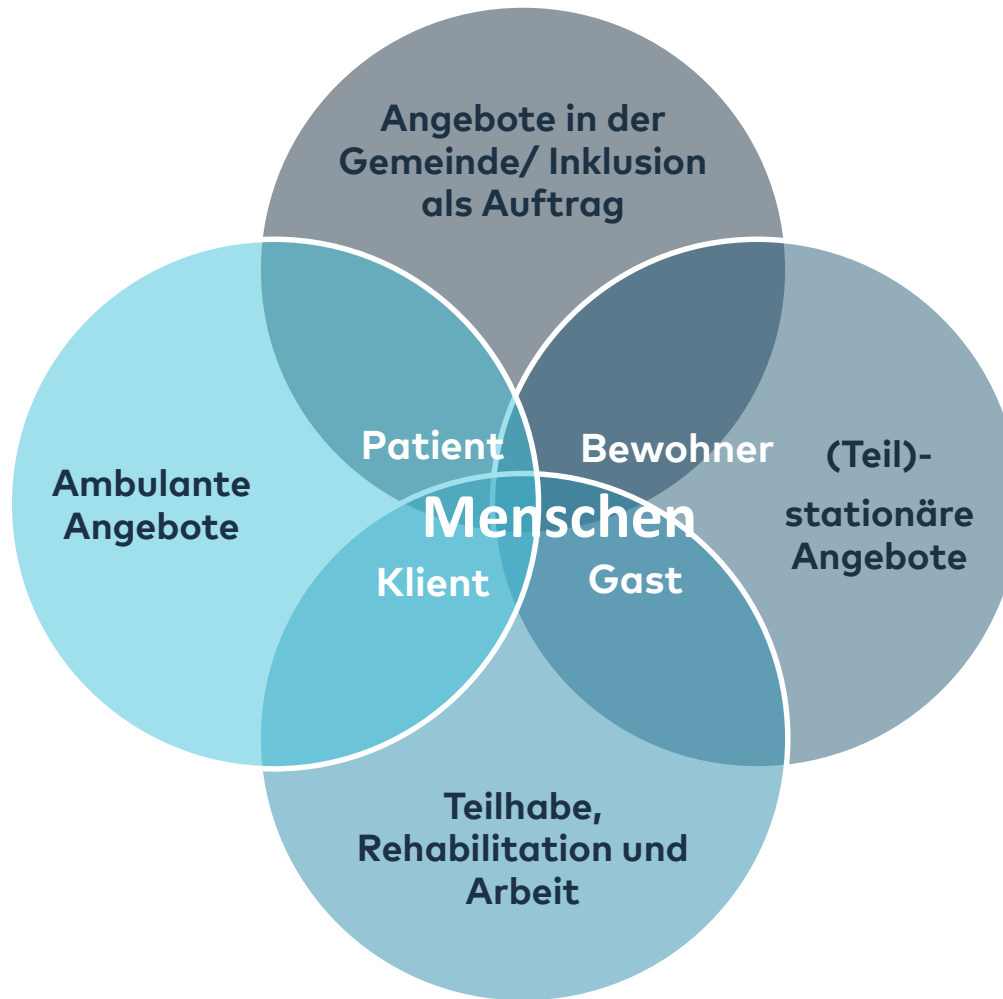 Angebote in der
Gemeinde/ Inklusion
als Auftrag
Patient
Bewohner
(Teil)-
stationäre
Angebote
Ambulante
Angebote
Menschen
Klient
Gast
Teilhabe,
Rehabilitation und
Arbeit